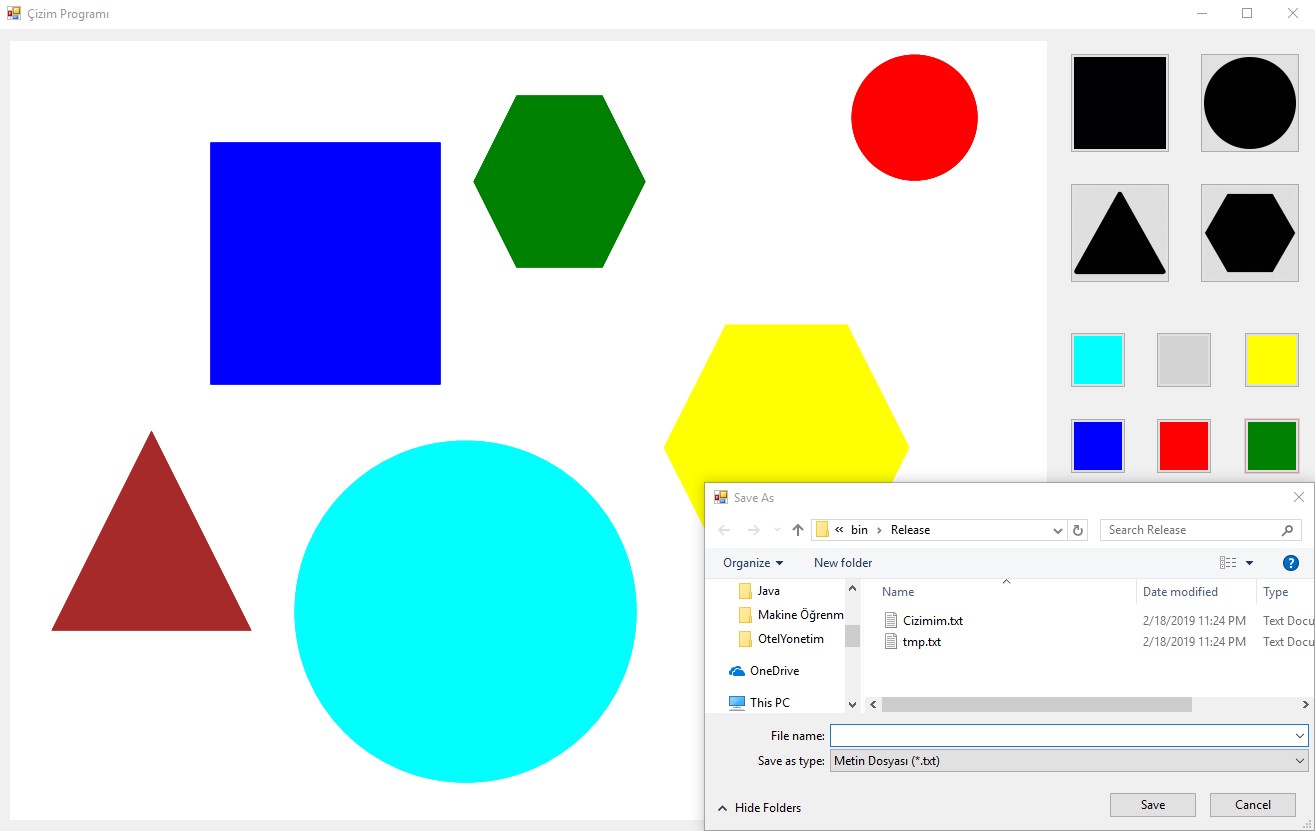 Çizim Programı
Save As
« bin › Release
Search Release
Organize
New folder
Java
Makine Öğrenm
OtelYonetim
OneDrive
This PC
Name Date modified Type
Cizimim.txt 2/18/2019 11:24 PM Text Docu
tmp.txt 2/18/2019 11:24 PM Text Docu
File name:
Save as type: Metin Dosyası (*.txt)
Hide Folders
Save
Cancel